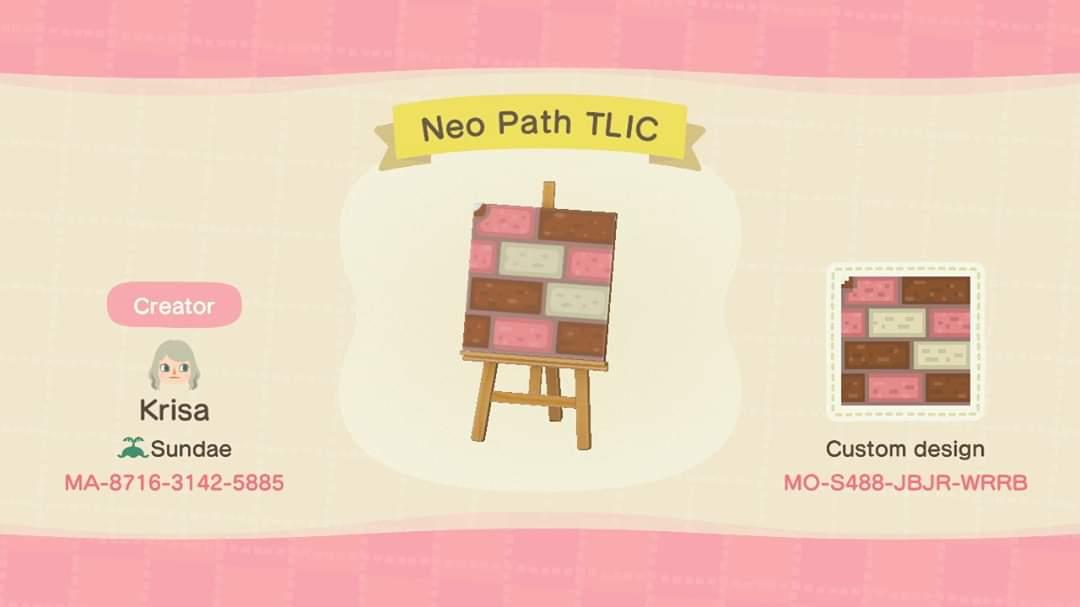 Neo Path TLIC
Creator
Krisa
Sundae
MA-8716-3142-5885
Custom design
MO-S488-JBJR-WRRB